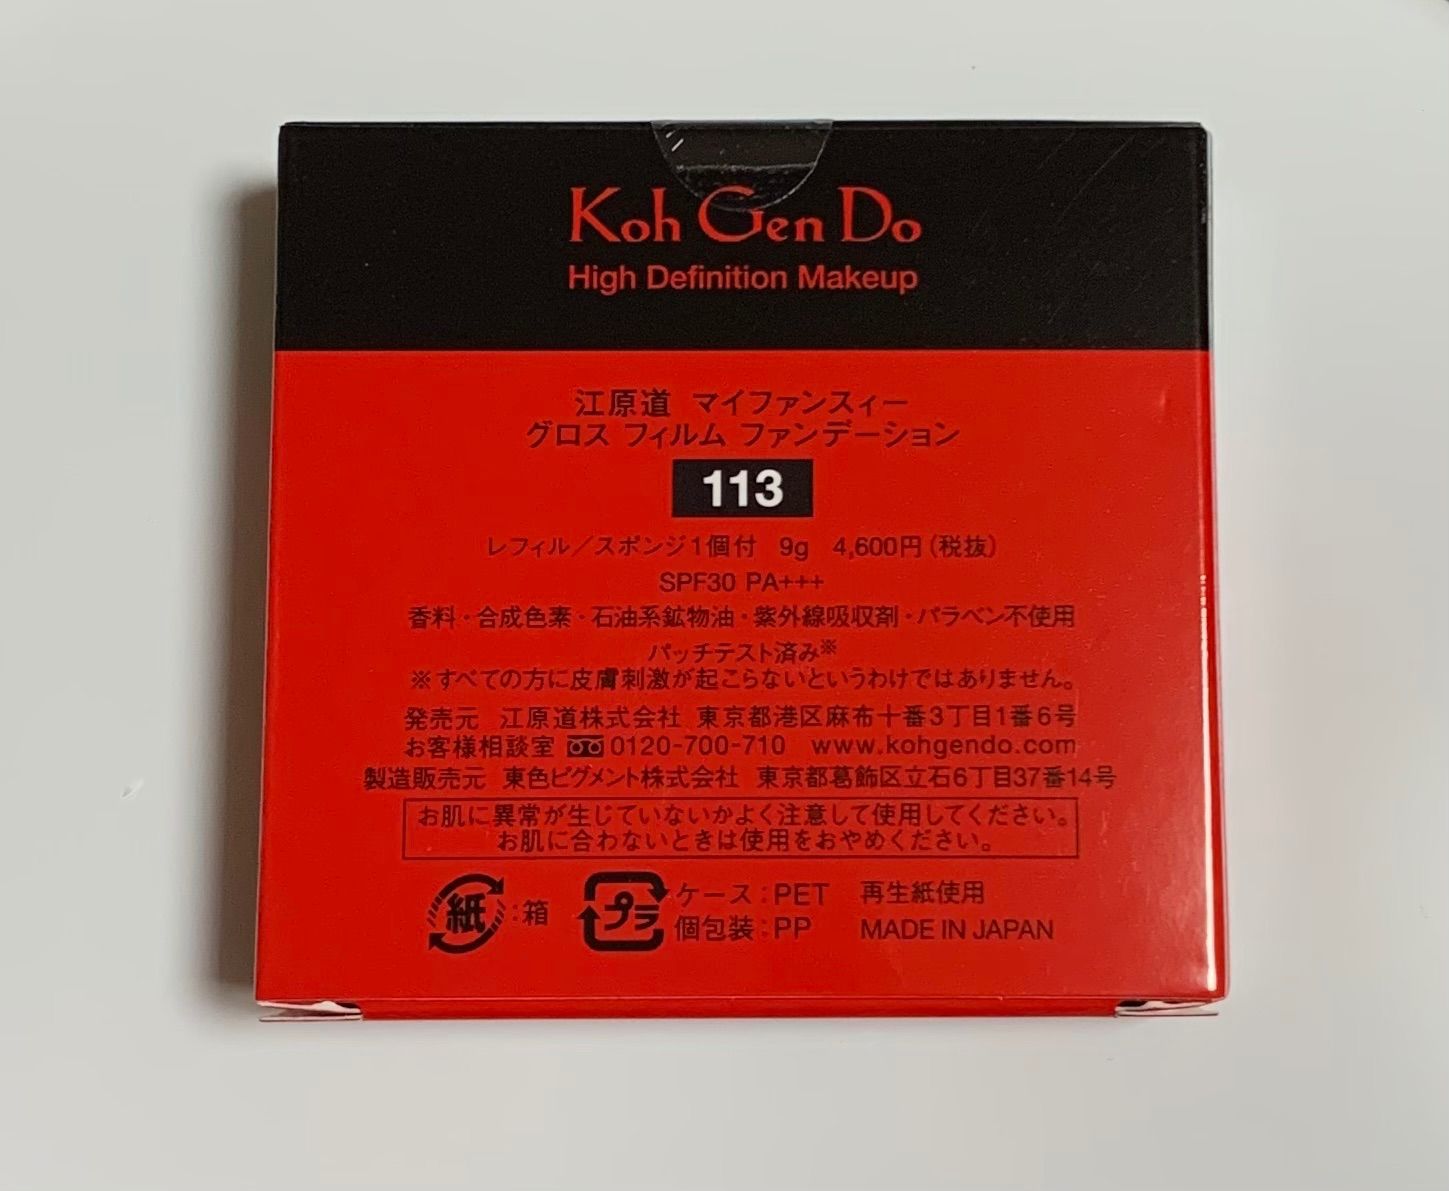 Koh Gen Do
High Definition Makeup
江原道 マイファンスィー
グロス フィルム ファンデーション
113
レフィル/スポンジ1個付 9g 4,600円(税抜)
SPF30 PA+++
香料・合成色素・石油系鉱物油・紫外線吸収剤・パラベン不使用
パッチテスト済み※
※すべての方に皮膚刺激が起こらないというわけではありません。
発売元 江原道株式会社 東京都港区麻布十番3丁目1番6号
お客様相談室 0120-700-710 www.kohgendo.com
製造販売元 東色ピグメント株式会社 東京都葛飾区立石6丁目37番14号
お肌に異常が生じていないかよく注意して使用してください。
お肌に合わないときは使用をおやめください。
紙:箱 プラ ケース:PET 再生紙使用
個包装:PP MADE IN JAPAN